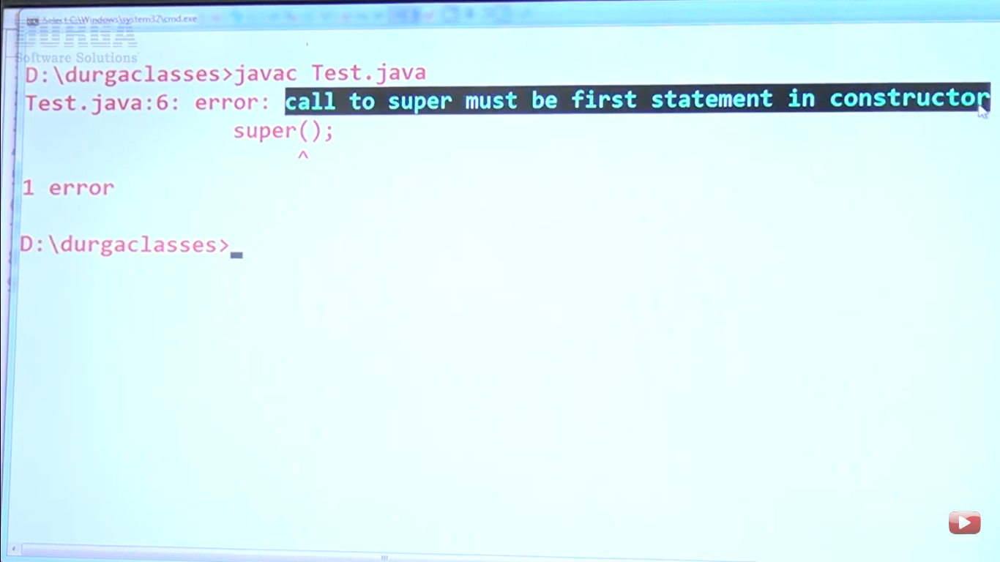 Select C:\Windows\system32\cmd.exe
DURGA
Software Solutions
D:\durgaclasses>javac Test.java
Test.java:6: error: call to super must be first statement in constructor
super();
^
1 error
D:\durgaclasses>